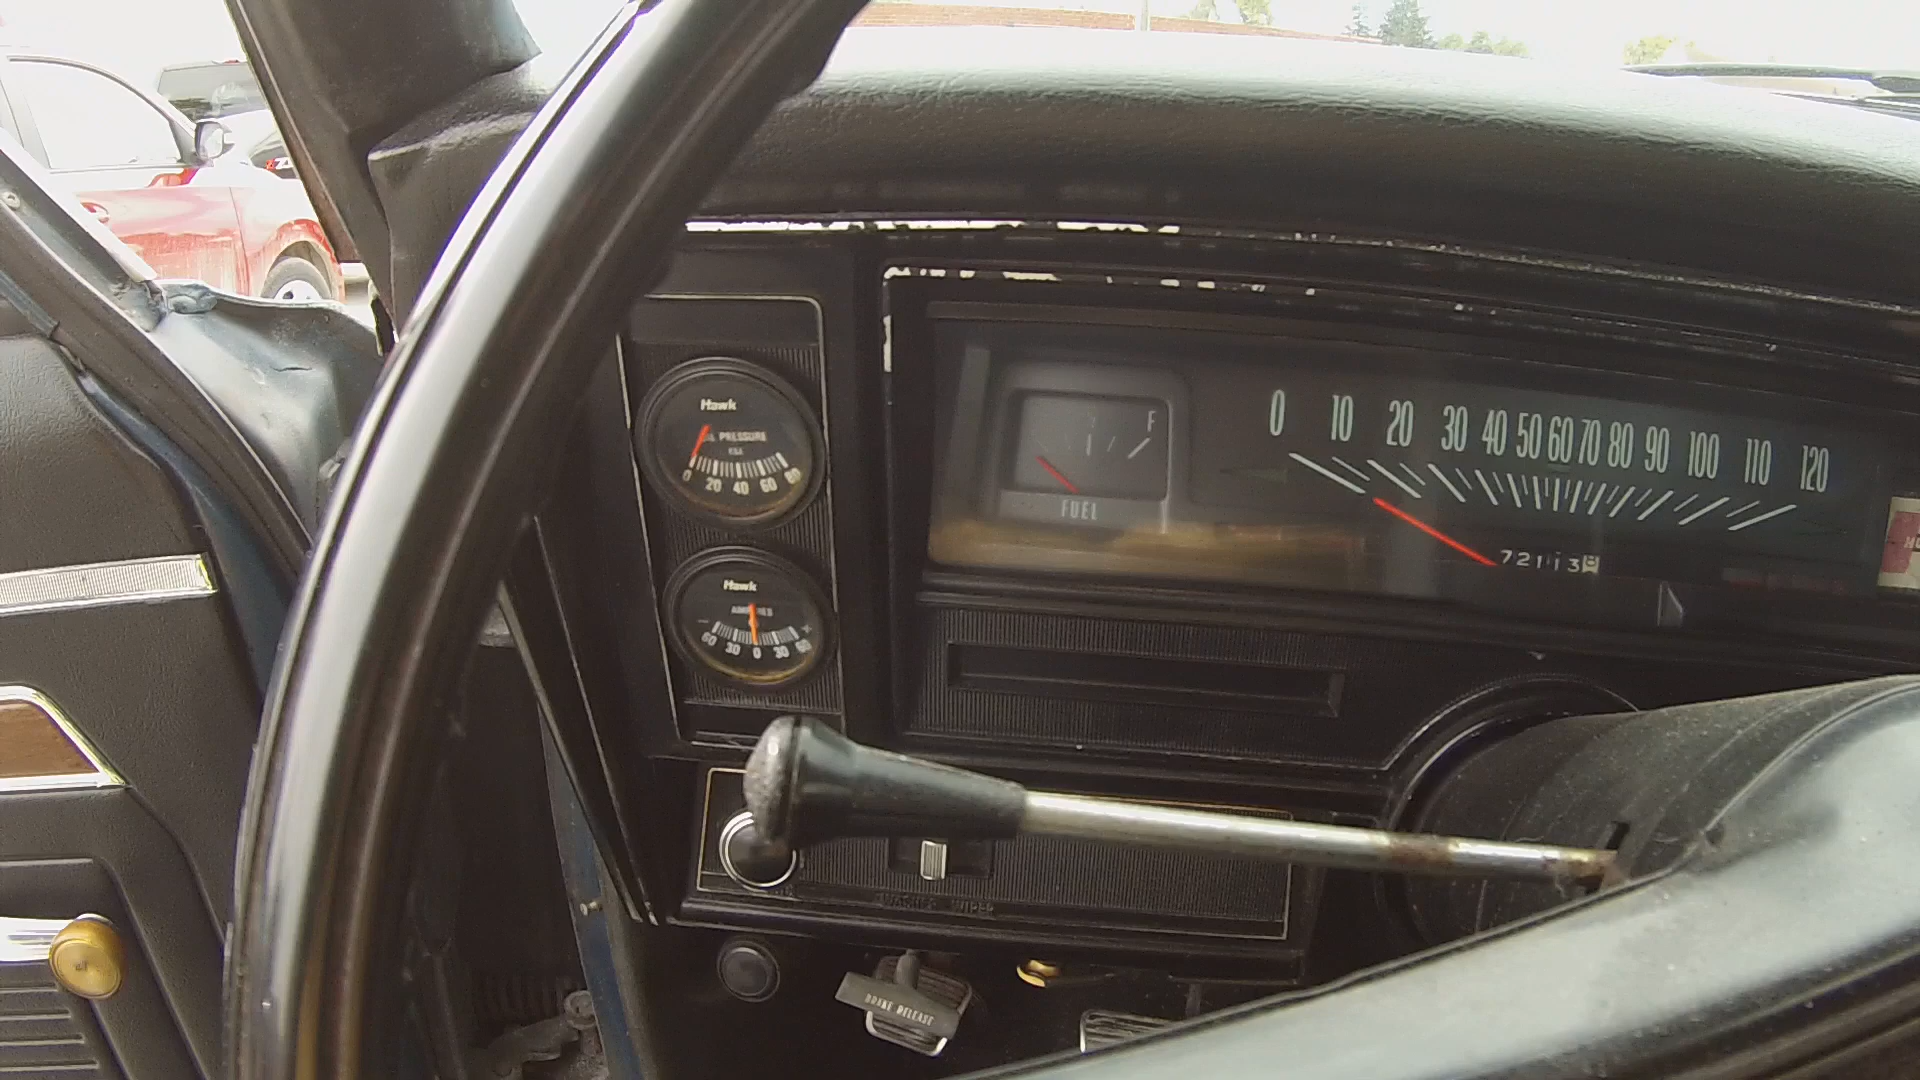 Hawk
PRESSURE
0 20 40 60 80
Hawk
60 30 0 30 60
F
FUEL
0 10 20 30 40 50 60 70 80 90 100 110 120
72113
WASHER WIPER
BRAKE RELEASE